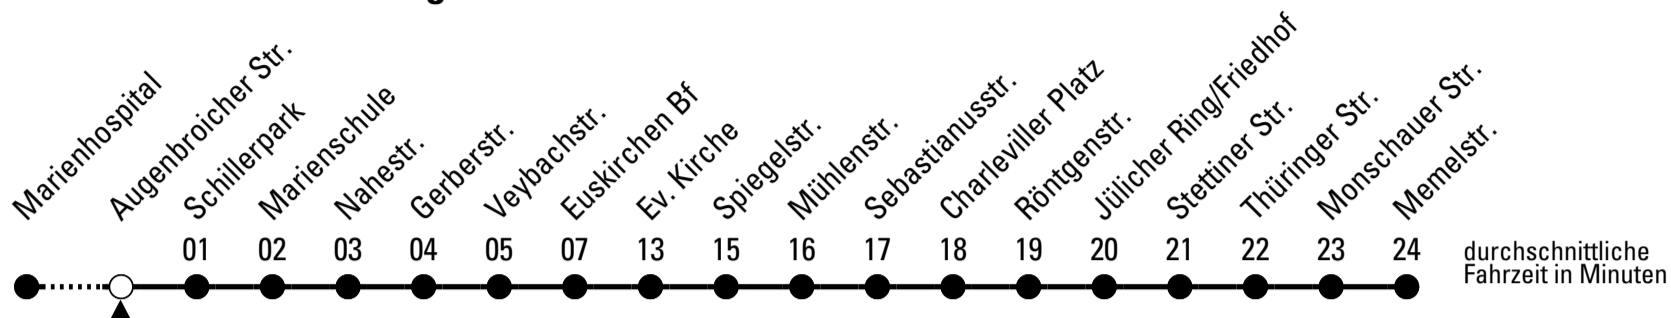 g
Marienhospital
Augenbroicher Str.
Schillerpark
Marienschule
Nahestr.
Gerberstr.
Veybachstr.
Euskirchen Bf
Ev. Kirche
Spiegelstr.
Mühlenstr.
Sebastianusstr.
Charleviller Platz
Röntgenstr.
Jülicher Ring/Friedhof
Stettiner Str.
Thüringer Str.
Monschauer Str.
Memelstr.
01 02 03 04 05 07 13 15 16 17 18 19 20 21 22 23 24
durchschnittliche
Fahrzeit in Minuten